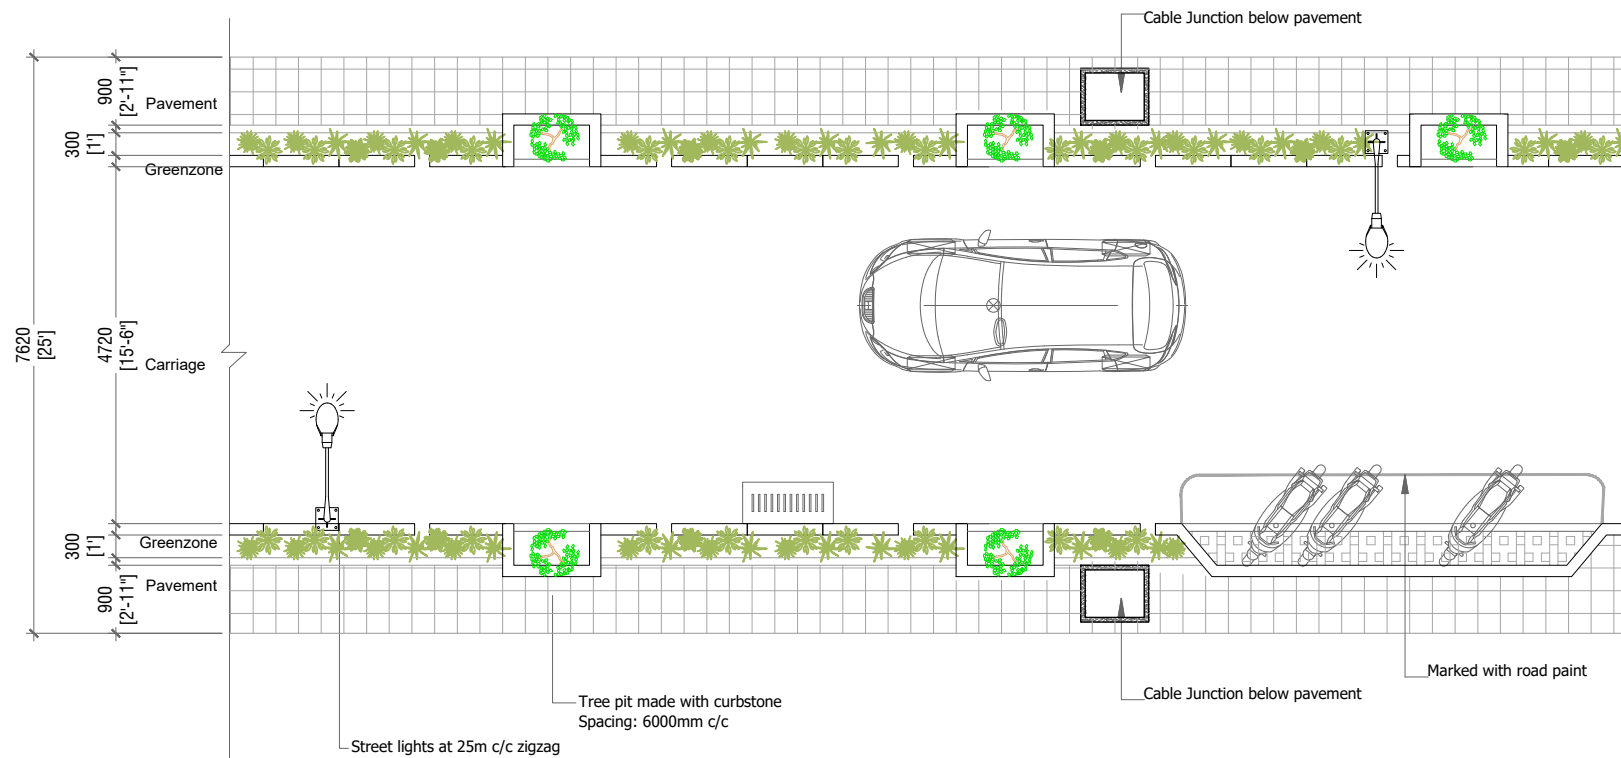 Cable Junction below pavement
900
[2'-11"]
Pavement
300
[1']
Greenzone
7620
[25']
4720
[15'-6"]
Carriage
300
[1']
Greenzone
900
[2'-11"]
Pavement
Marked with road paint
Cable Junction below pavement
Tree pit made with curbstone
Spacing: 6000mm c/c
Street lights at 25m c/c zigzag